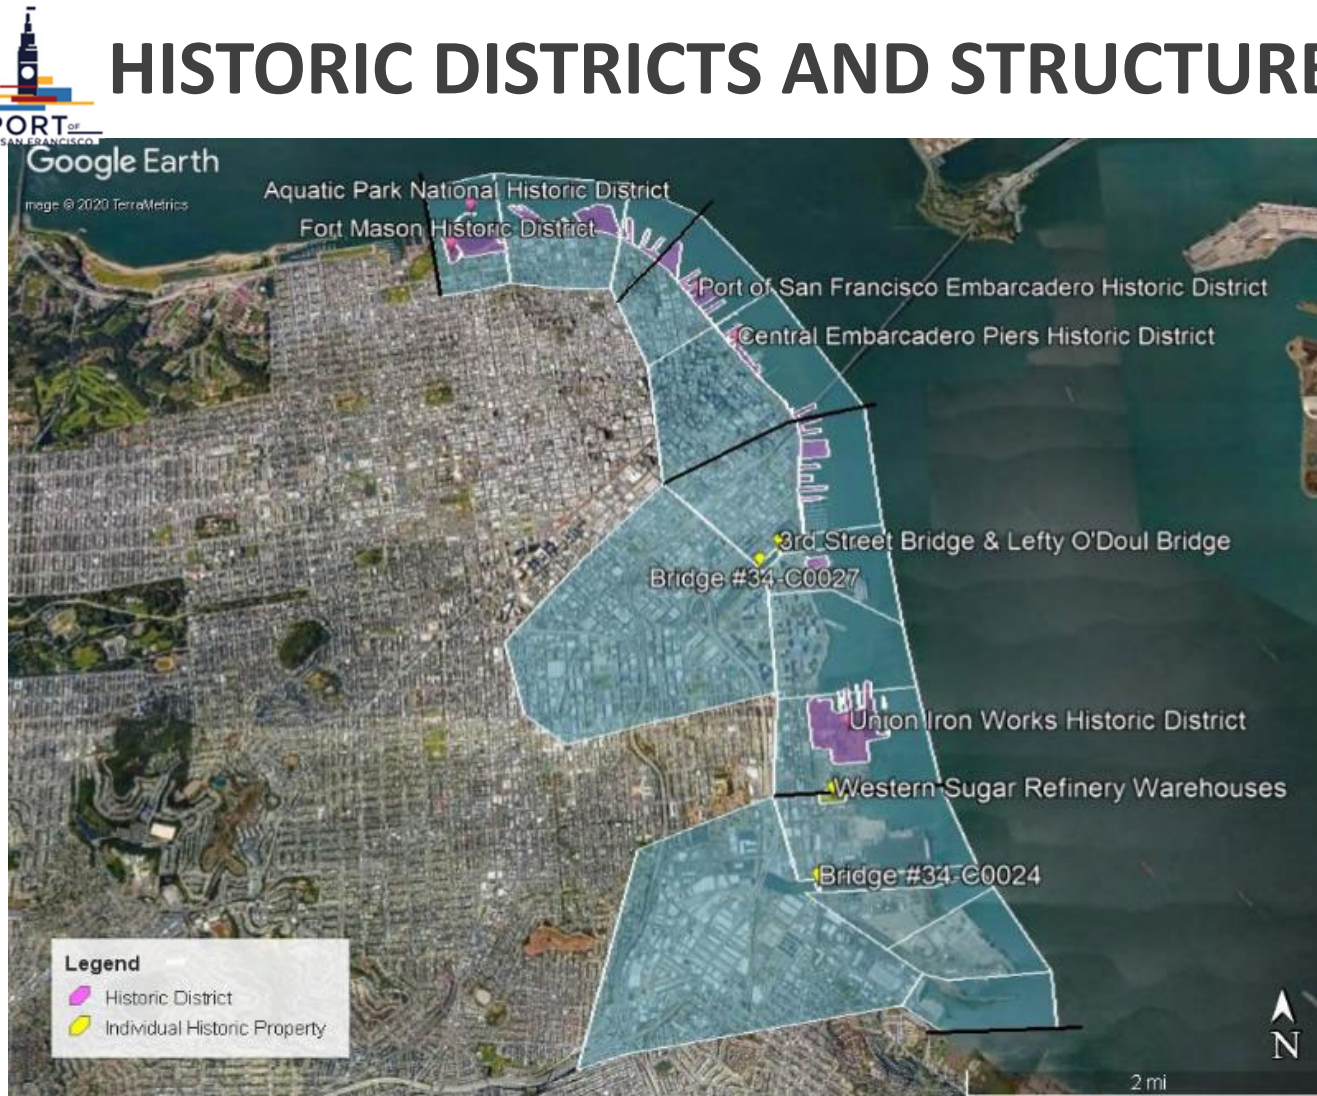 HISTORIC DISTRICTS AND STRUCTURE
PORT OF
SAN FRANCISCO
Google Earth
mage © 2020 TerraMetrics
Aquatic Park National Historic District
Fort Mason Historic District
Port of San Francisco Embarcadero Historic District
Central Embarcadero Piers Historic District
3rd Street Bridge & Lefty O'Doul Bridge
Bridge #34-C0027
Union Iron Works Historic District
Western Sugar Refinery Warehouses
Bridge #34-C0024
Legend
Historic District
Individual Historic Property
N
2 mi